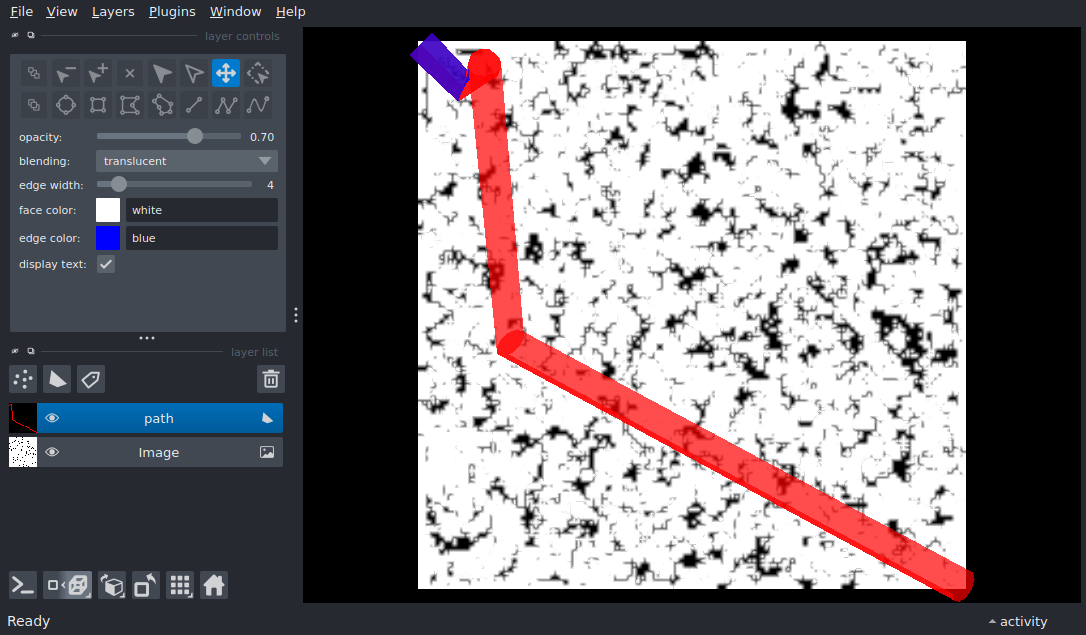 File View Layers Plugins Window Help
layer controls
opacity: 0.70
blending: translucent
edge width: 4
face color: white
edge color: blue
display text:
layer list
path
Image
Ready activity